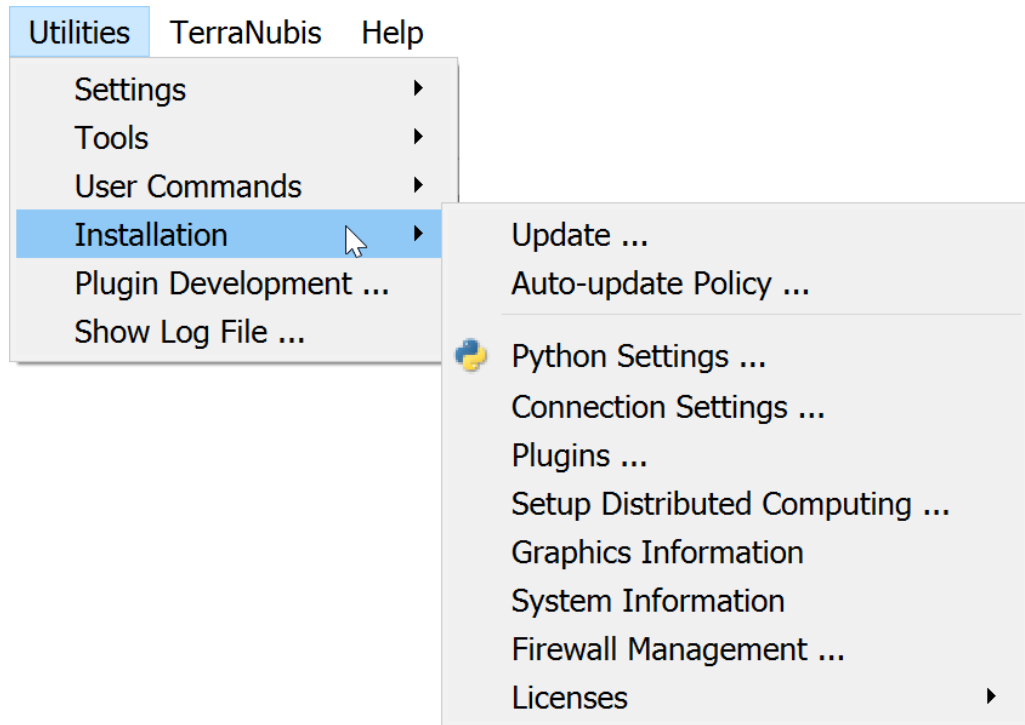 Utilities TerraNubis Help
Settings
Tools
User Commands
Installation
Plugin Development ...
Show Log File ...
Update ...
Auto-update Policy ...
Python Settings ...
Connection Settings ...
Plugins ...
Setup Distributed Computing ...
Graphics Information
System Information
Firewall Management ...
Licenses